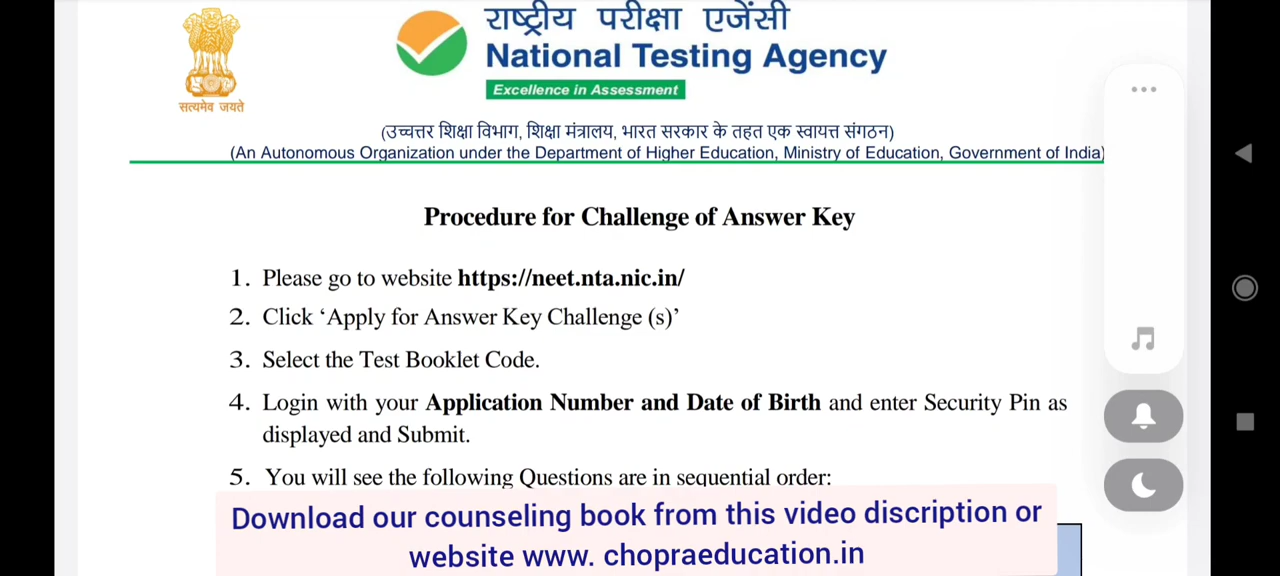 राष्ट्रीय परीक्षा एजेंसी
National Testing Agency
Excellence in Assessment
सत्यमेव जयते
(उच्चत्तर शिक्षा विभाग, शिक्षा मंत्रालय, भारत सरकार के तहत एक स्वायत्त संगठन)
(An Autonomous Organization under the Department of Higher Education, Ministry of Education, Government of India)
Procedure for Challenge of Answer Key
1. Please go to website https://neet.nta.nic.in/
2. Click ‘Apply for Answer Key Challenge (s)’
3. Select the Test Booklet Code.
4. Login with your Application Number and Date of Birth and enter Security Pin as
displayed and Submit.
5. You will see the following Questions are in sequential order:
Download our counseling book from this video discription or
website www. chopraeducation.in